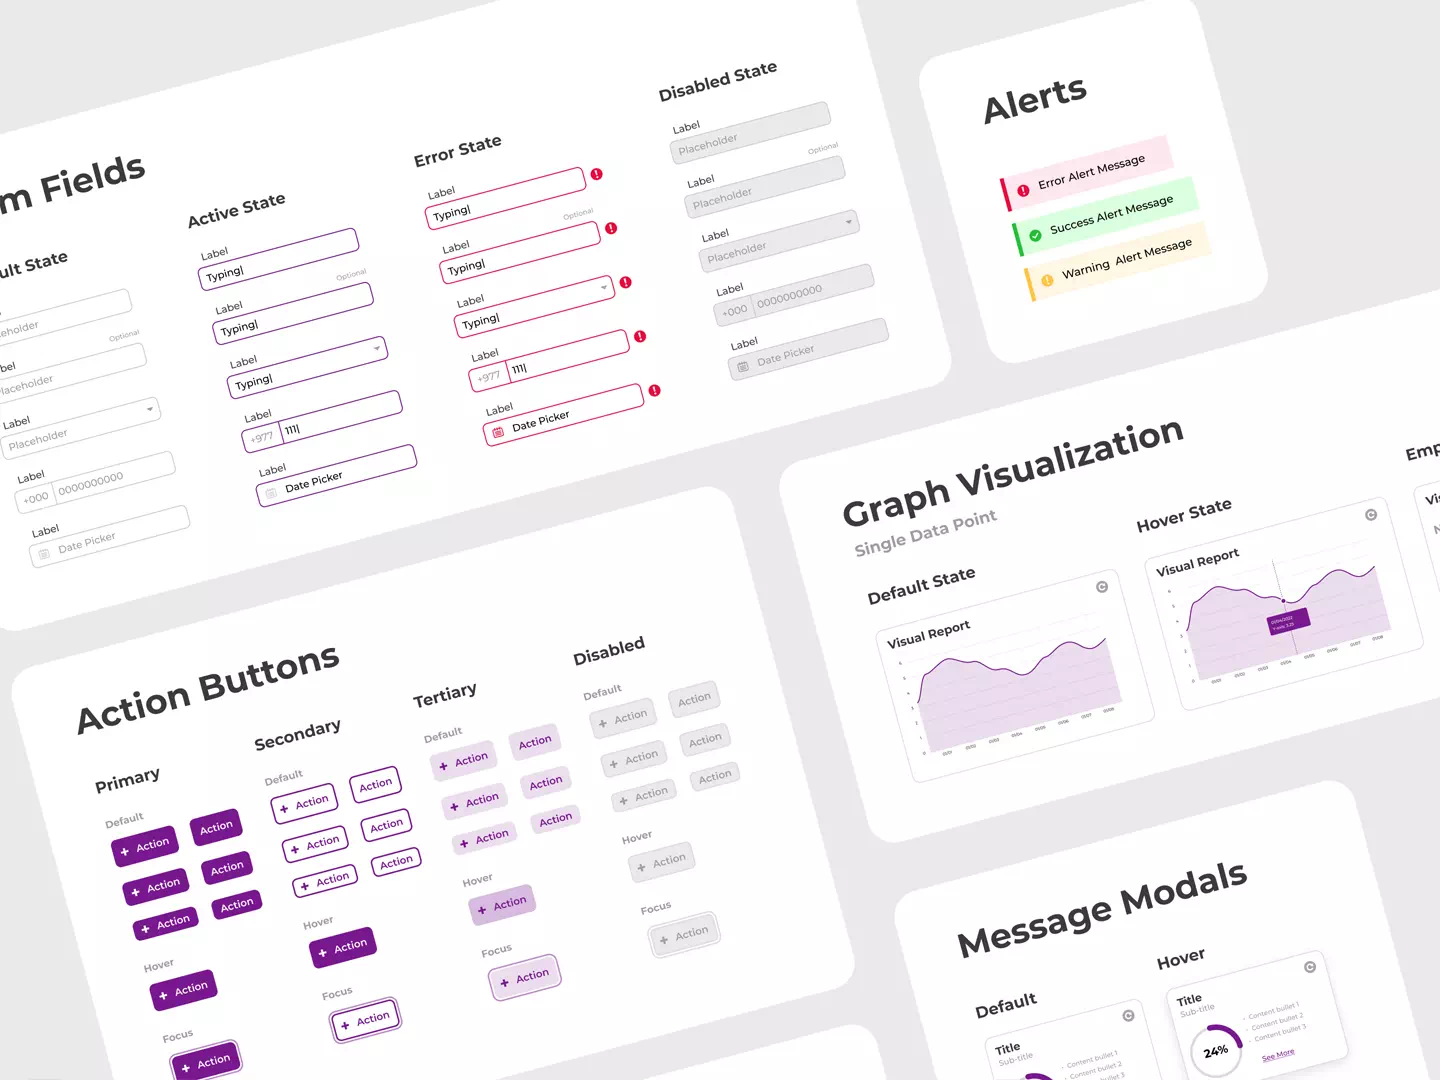 m Fields
ult State
eholder
Optional
bel
laceholder
Label
Placeholder
Label
+000 0000000000
Label
Date Picker
Active State
Label
Typing|
Optional
Label
Typing|
Label
Typing|
Label
+977 111|
Label
Date Picker
Error State
Label
Typing|
Optional
Label
Typing|
Label
Typing|
Label
+977 111|
Label
Date Picker
Disabled State
Label
Placeholder
Optional
Label
Placeholder
Label
Placeholder
Label
+000 0000000000
Label
Date Picker
Alerts
Error Alert Message
Success Alert Message
Warning Alert Message
Action Buttons
Primary
Default
+ Action Action
+ Action Action
+ Action Action
Hover
+ Action
Focus
+ Action
Secondary
Default
+ Action Action
+ Action Action
+ Action Action
Hover
+ Action
Focus
+ Action
Tertiary
Default
+ Action Action
+ Action Action
+ Action Action
Hover
+ Action
Focus
+ Action
Disabled
Default
+ Action Action
+ Action Action
+ Action Action
Hover
+ Action
Focus
+ Action
Graph Visualization
Single Data Point
Default State
Visual Report
Hover State
Visual Report
Emp
Vis
Message Modals
Default
Title
Sub-title
Content bullet 1
Content bullet 2
Content bullet 3
Hover
Title
Sub-title
24%
Content bullet 1
Content bullet 2
Content bullet 3
See More